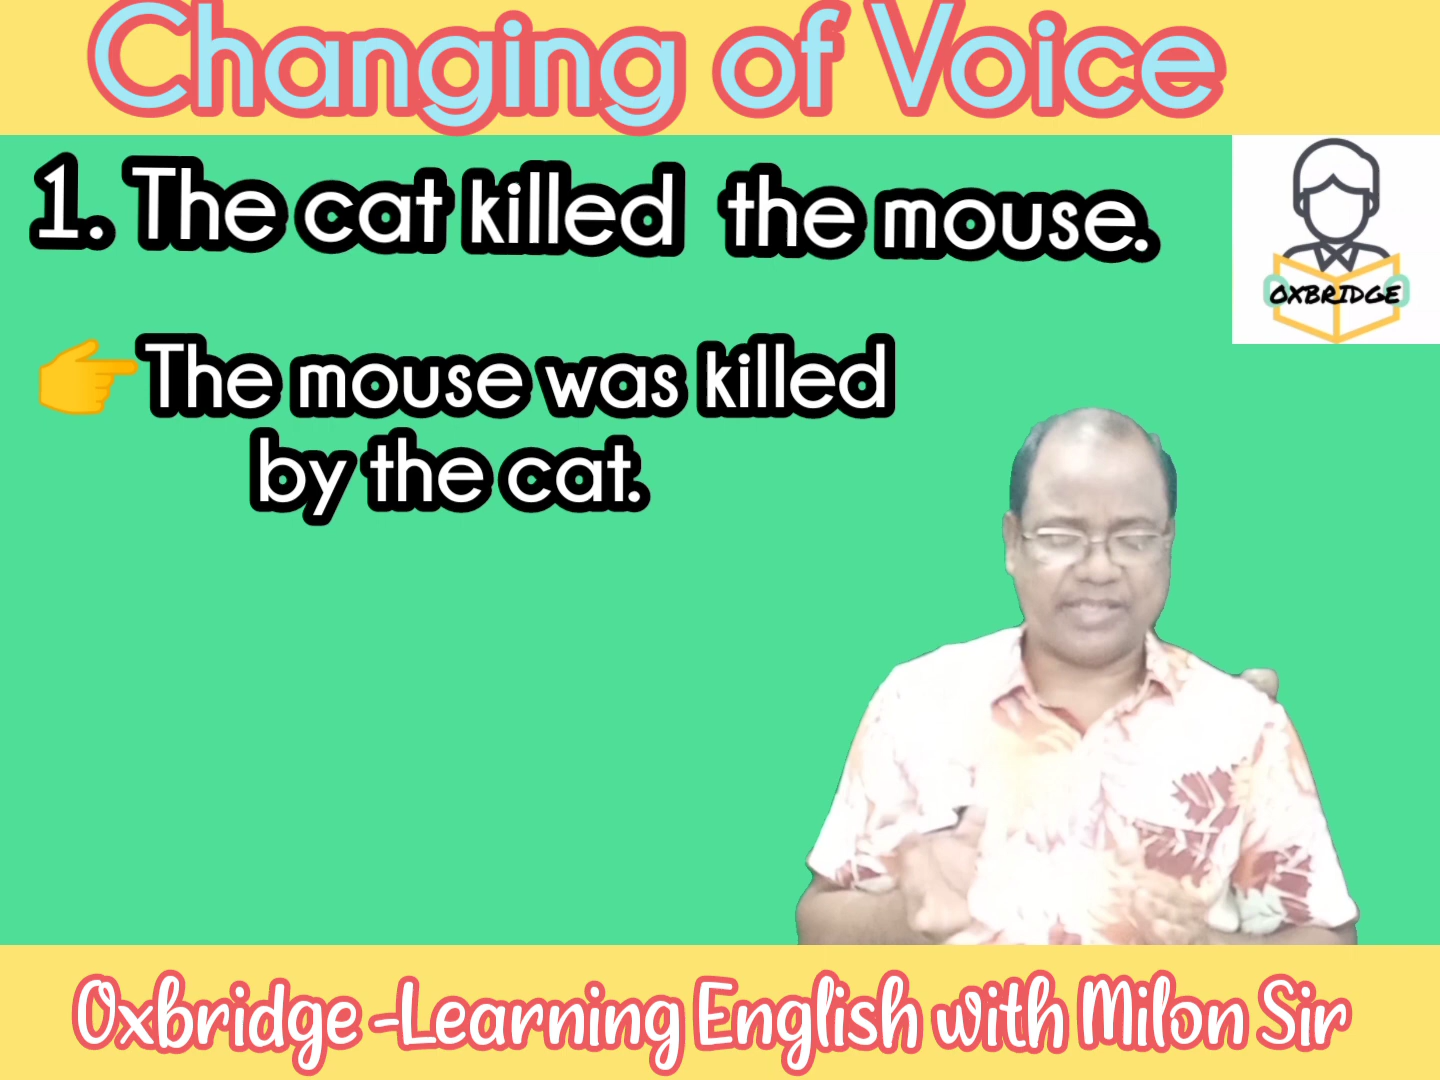 Changing of Voice
1. The cat killed the mouse.
OXBRIDGE
👉The mouse was killed
by the cat.
Oxbridge -Learning English with Milon Sir